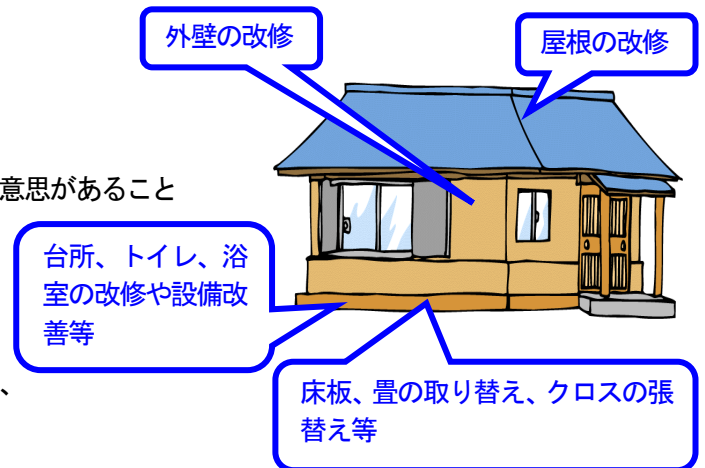 外壁の改修
屋根の改修
意思があること
台所、トイレ、浴
室の改修や設備改
善等
、
床板、畳の取り替え、クロスの張
替え等